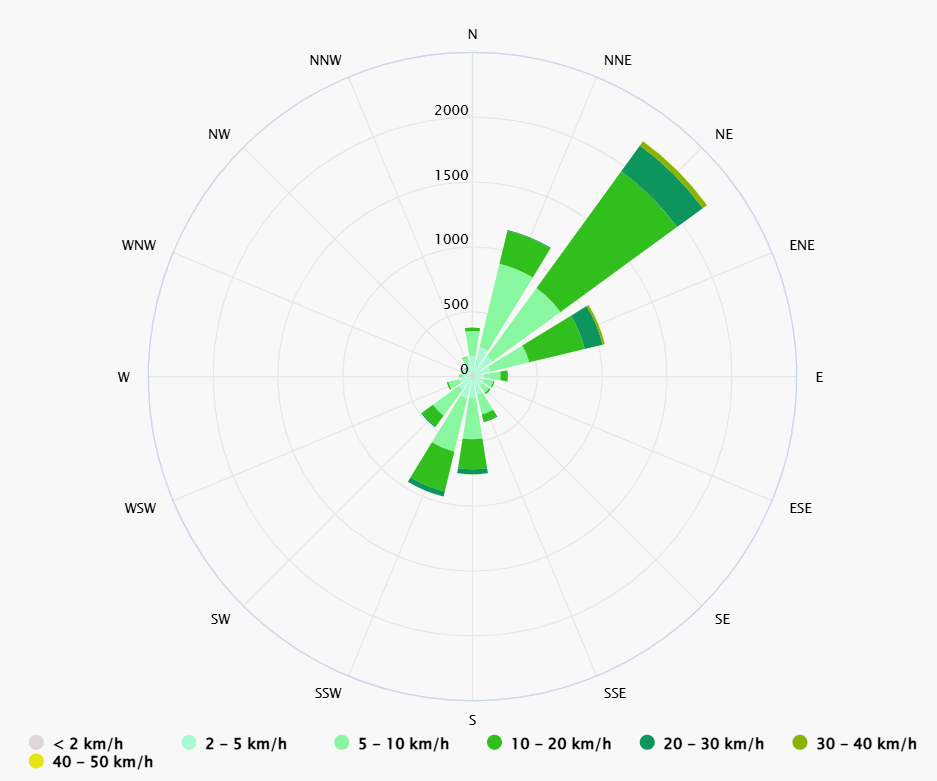 N
NNW
NNE
2000
NW
NE
1500
WNW
1000
ENE
500
0
W
E
WSW
ESE
SW
SE
SSW
SSE
S
< 2 km/h
2 – 5 km/h
5 – 10 km/h
10 – 20 km/h
20 – 30 km/h
30 – 40 km/h
40 – 50 km/h